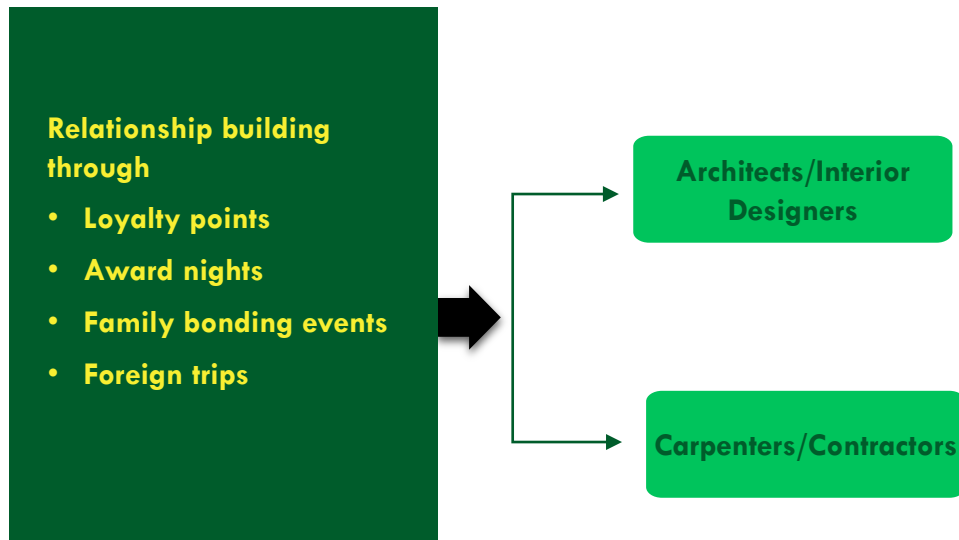 Relationship building
through
• Loyalty points
• Award nights
• Family bonding events
• Foreign trips
Architects/Interior
Designers
Carpenters/Contractors